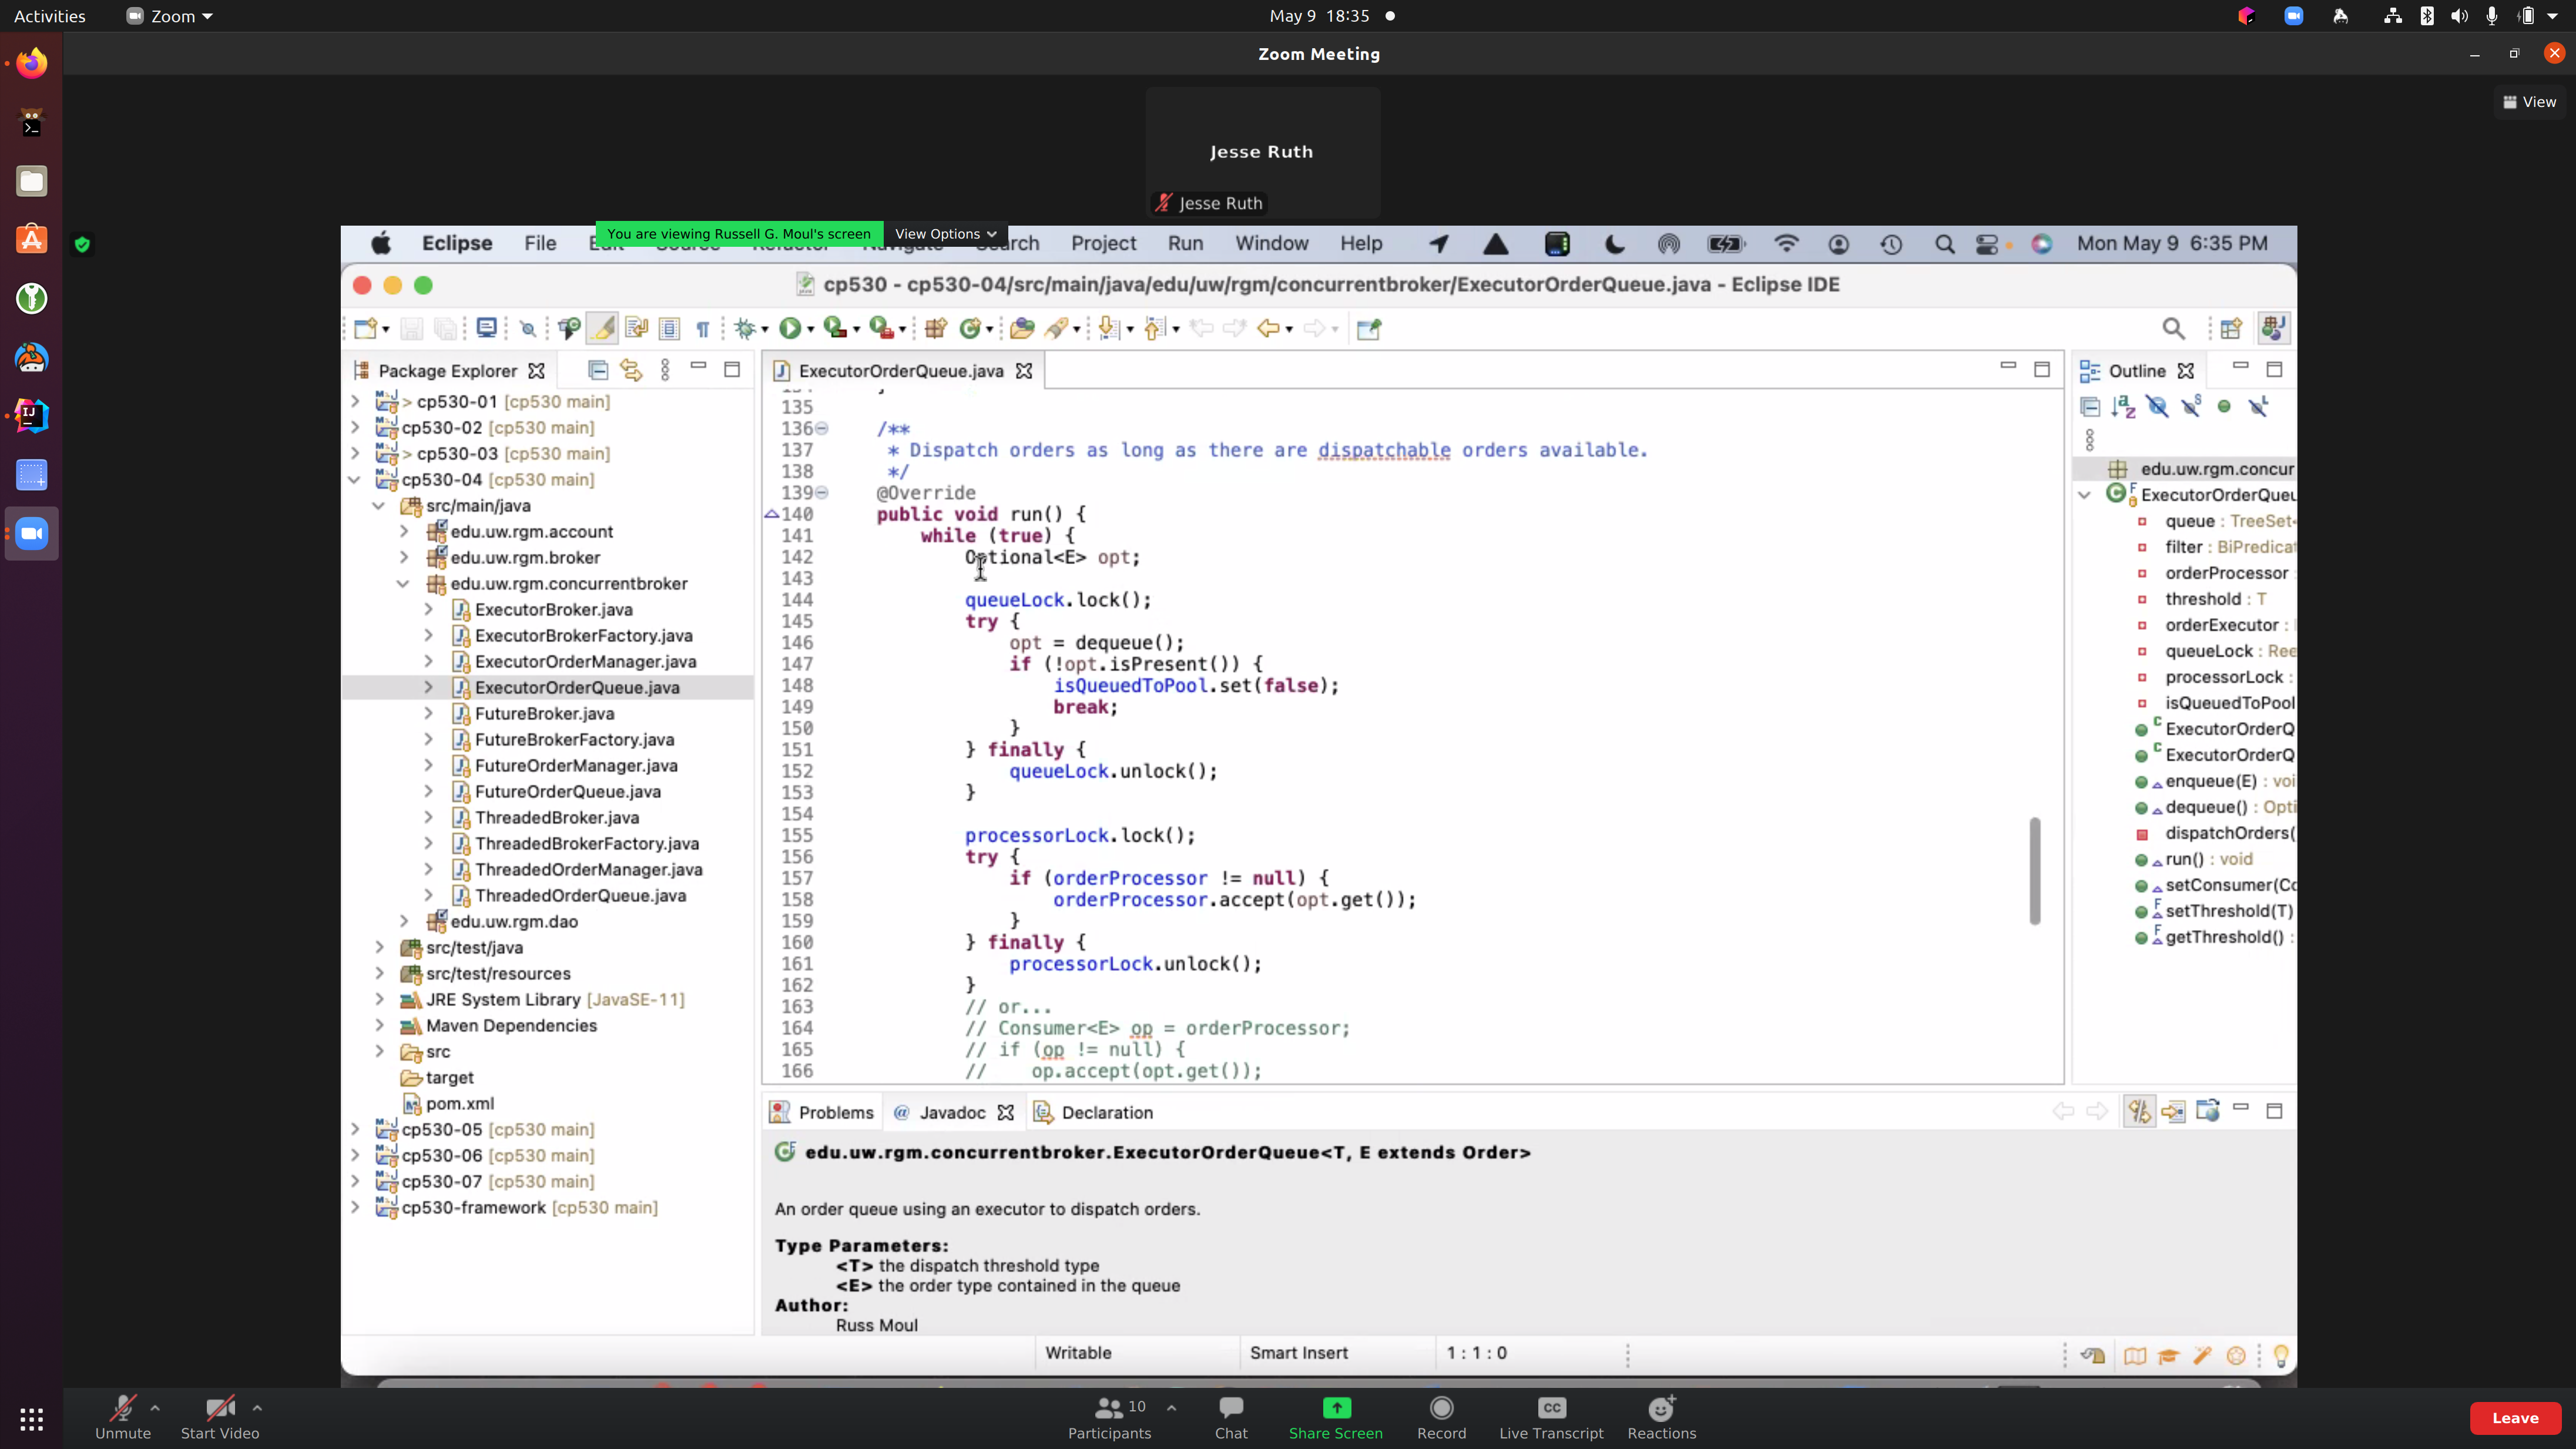 Activities
Zoom
May 9 18:35
Zoom Meeting
View
Jesse Ruth
Jesse Ruth
You are viewing Russell G. Moul's screen
View Options
Eclipse
File
Project
Run
Window
Help
Mon May 9 6:35 PM
cp530 - cp530-04/src/main/java/edu/uw/rgm/concurrentbroker/ExecutorOrderQueue.java - Eclipse IDE
Package Explorer
> cp530-01 [cp530 main]
cp530-02 [cp530 main]
> cp530-03 [cp530 main]
cp530-04 [cp530 main]
src/main/java
edu.uw.rgm.account
edu.uw.rgm.broker
edu.uw.rgm.concurrentbroker
ExecutorBroker.java
ExecutorBrokerFactory.java
ExecutorOrderManager.java
ExecutorOrderQueue.java
FutureBroker.java
FutureBrokerFactory.java
FutureOrderManager.java
FutureOrderQueue.java
ThreadedBroker.java
ThreadedBrokerFactory.java
ThreadedOrderManager.java
ThreadedOrderQueue.java
edu.uw.rgm.dao
src/test/java
src/test/resources
JRE System Library [JavaSE-11]
Maven Dependencies
src
target
pom.xml
cp530-05 [cp530 main]
cp530-06 [cp530 main]
cp530-07 [cp530 main]
cp530-framework [cp530 main]
ExecutorOrderQueue.java
135
136 /**
137 * Dispatch orders as long as there are dispatchable orders available.
138 */
139 @Override
140 public void run() {
141 while (true) {
142 Optional<E> opt;
143
144 queueLock.lock();
145 try {
146 opt = dequeue();
147 if (!opt.isPresent()) {
148 isQueuedToPool.set(false);
149 break;
150 }
151 } finally {
152 queueLock.unlock();
153 }
154
155 processorLock.lock();
156 try {
157 if (orderProcessor != null) {
158 orderProcessor.accept(opt.get());
159 }
160 } finally {
161 processorLock.unlock();
162 }
163 // or...
164 // Consumer<E> op = orderProcessor;
165 // if (op != null) {
166 // op.accept(opt.get());
Outline
edu.uw.rgm.concur
ExecutorOrderQueu
queue : TreeSet<
filter : BiPredicat
orderProcessor
threshold : T
orderExecutor :
queueLock : Ree
processorLock :
isQueuedToPool
ExecutorOrderQ
ExecutorOrderQ
enqueue(E) : voi
dequeue() : Opti
dispatchOrders(
run() : void
setConsumer(Co
setThreshold(T)
getThreshold() :
Problems
@ Javadoc
Declaration
edu.uw.rgm.concurrentbroker.ExecutorOrderQueue<T, E extends Order>
An order queue using an executor to dispatch orders.
Type Parameters:
<T> the dispatch threshold type
<E> the order type contained in the queue
Author:
Russ Moul
Writable
Smart Insert
1 : 1 : 0
Unmute
Start Video
10
Participants
Chat
Share Screen
Record
CC
Live Transcript
Reactions
Leave